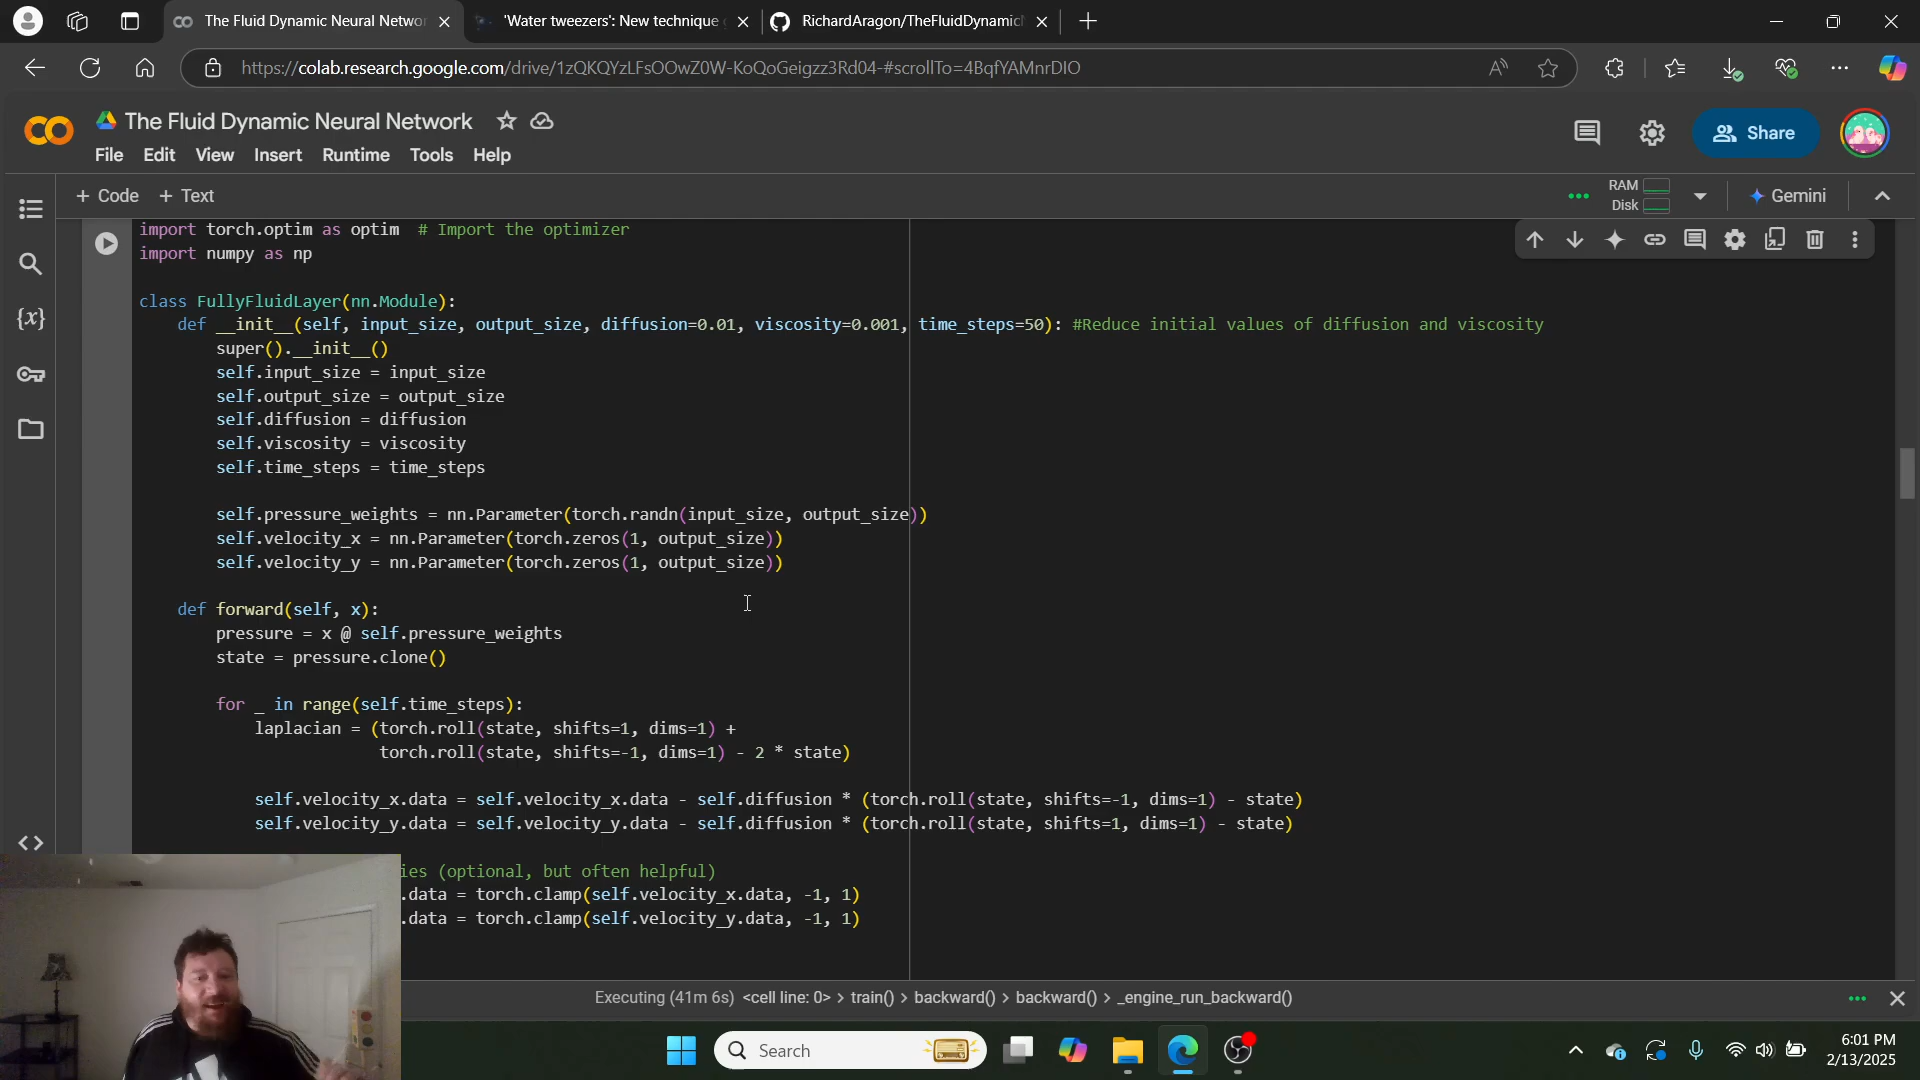 The Fluid Dynamic Neural Netwo
'Water tweezers': New technique
RichardAragon/TheFluidDynamic
https://colab.research.google.com/drive/1zQKQYzLFsOOwZ0W-KoQoGeigzz3Rd04-#scrollTo=4BqfYAMnrDIO
The Fluid Dynamic Neural Network
File Edit View Insert Runtime Tools Help
Share
+ Code + Text
RAM
Disk
Gemini
import torch.optim as optim  # Import the optimizer
import numpy as np
class FullyFluidLayer(nn.Module):
def __init__(self, input_size, output_size, diffusion=0.01, viscosity=0.001, time_steps=50): #Reduce initial values of diffusion and viscosity
super().__init__()
self.input_size = input_size
self.output_size = output_size
self.diffusion = diffusion
self.viscosity = viscosity
self.time_steps = time_steps
self.pressure_weights = nn.Parameter(torch.randn(input_size, output_size))
self.velocity_x = nn.Parameter(torch.zeros(1, output_size))
self.velocity_y = nn.Parameter(torch.zeros(1, output_size))
def forward(self, x):
pressure = x @ self.pressure_weights
state = pressure.clone()
for _ in range(self.time_steps):
laplacian = (torch.roll(state, shifts=1, dims=1) +
torch.roll(state, shifts=-1, dims=1) - 2 * state)
self.velocity_x.data = self.velocity_x.data - self.diffusion * (torch.roll(state, shifts=-1, dims=1) - state)
self.velocity_y.data = self.velocity_y.data - self.diffusion * (torch.roll(state, shifts=1, dims=1) - state)
ies (optional, but often helpful)
.data = torch.clamp(self.velocity_x.data, -1, 1)
.data = torch.clamp(self.velocity_y.data, -1, 1)
Executing (41m 6s) <cell line: 0> > train() > backward() > backward() > _engine_run_backward()
Search
6:01 PM
2/13/2025